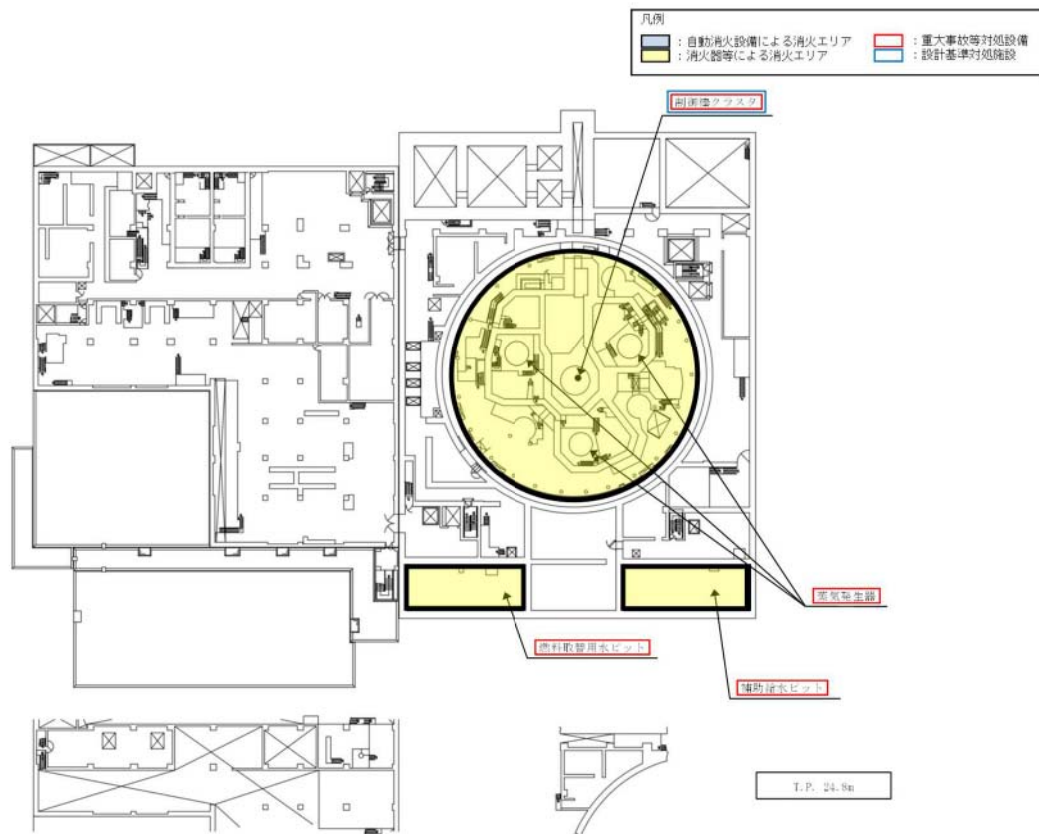 凡例
：自動消火設備による消火エリア
：重大事故等対処設備
：消火器等による消火エリア
：設計基準対処施設
制御棒クラスタ
蒸気発生器
燃料取替用水ピット
補助給水ピット
T.P. 24.8m